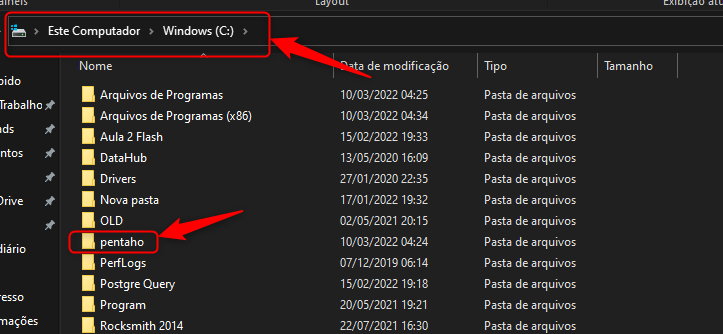 Layout
Exibição atu
Este Computador > Windows (C:) >
Nome Data de modificação Tipo Tamanho
Arquivos de Programas 10/03/2022 04:25 Pasta de arquivos
Arquivos de Programas (x86) 10/03/2022 04:34 Pasta de arquivos
Aula 2 Flash 15/02/2022 19:33 Pasta de arquivos
DataHub 13/05/2020 16:09 Pasta de arquivos
Drivers 27/01/2020 22:35 Pasta de arquivos
Nova pasta 17/01/2022 19:32 Pasta de arquivos
OLD 02/05/2021 20:15 Pasta de arquivos
pentaho 10/03/2022 04:24 Pasta de arquivos
PerfLogs 07/12/2019 06:14 Pasta de arquivos
Postgre Query 15/02/2022 19:18 Pasta de arquivos
Program 20/05/2021 19:21 Pasta de arquivos
Rocksmith 2014 22/07/2021 16:30 Pasta de arquivos
pido
Trabalho
nds
entos
Drive
diário
resso
mações